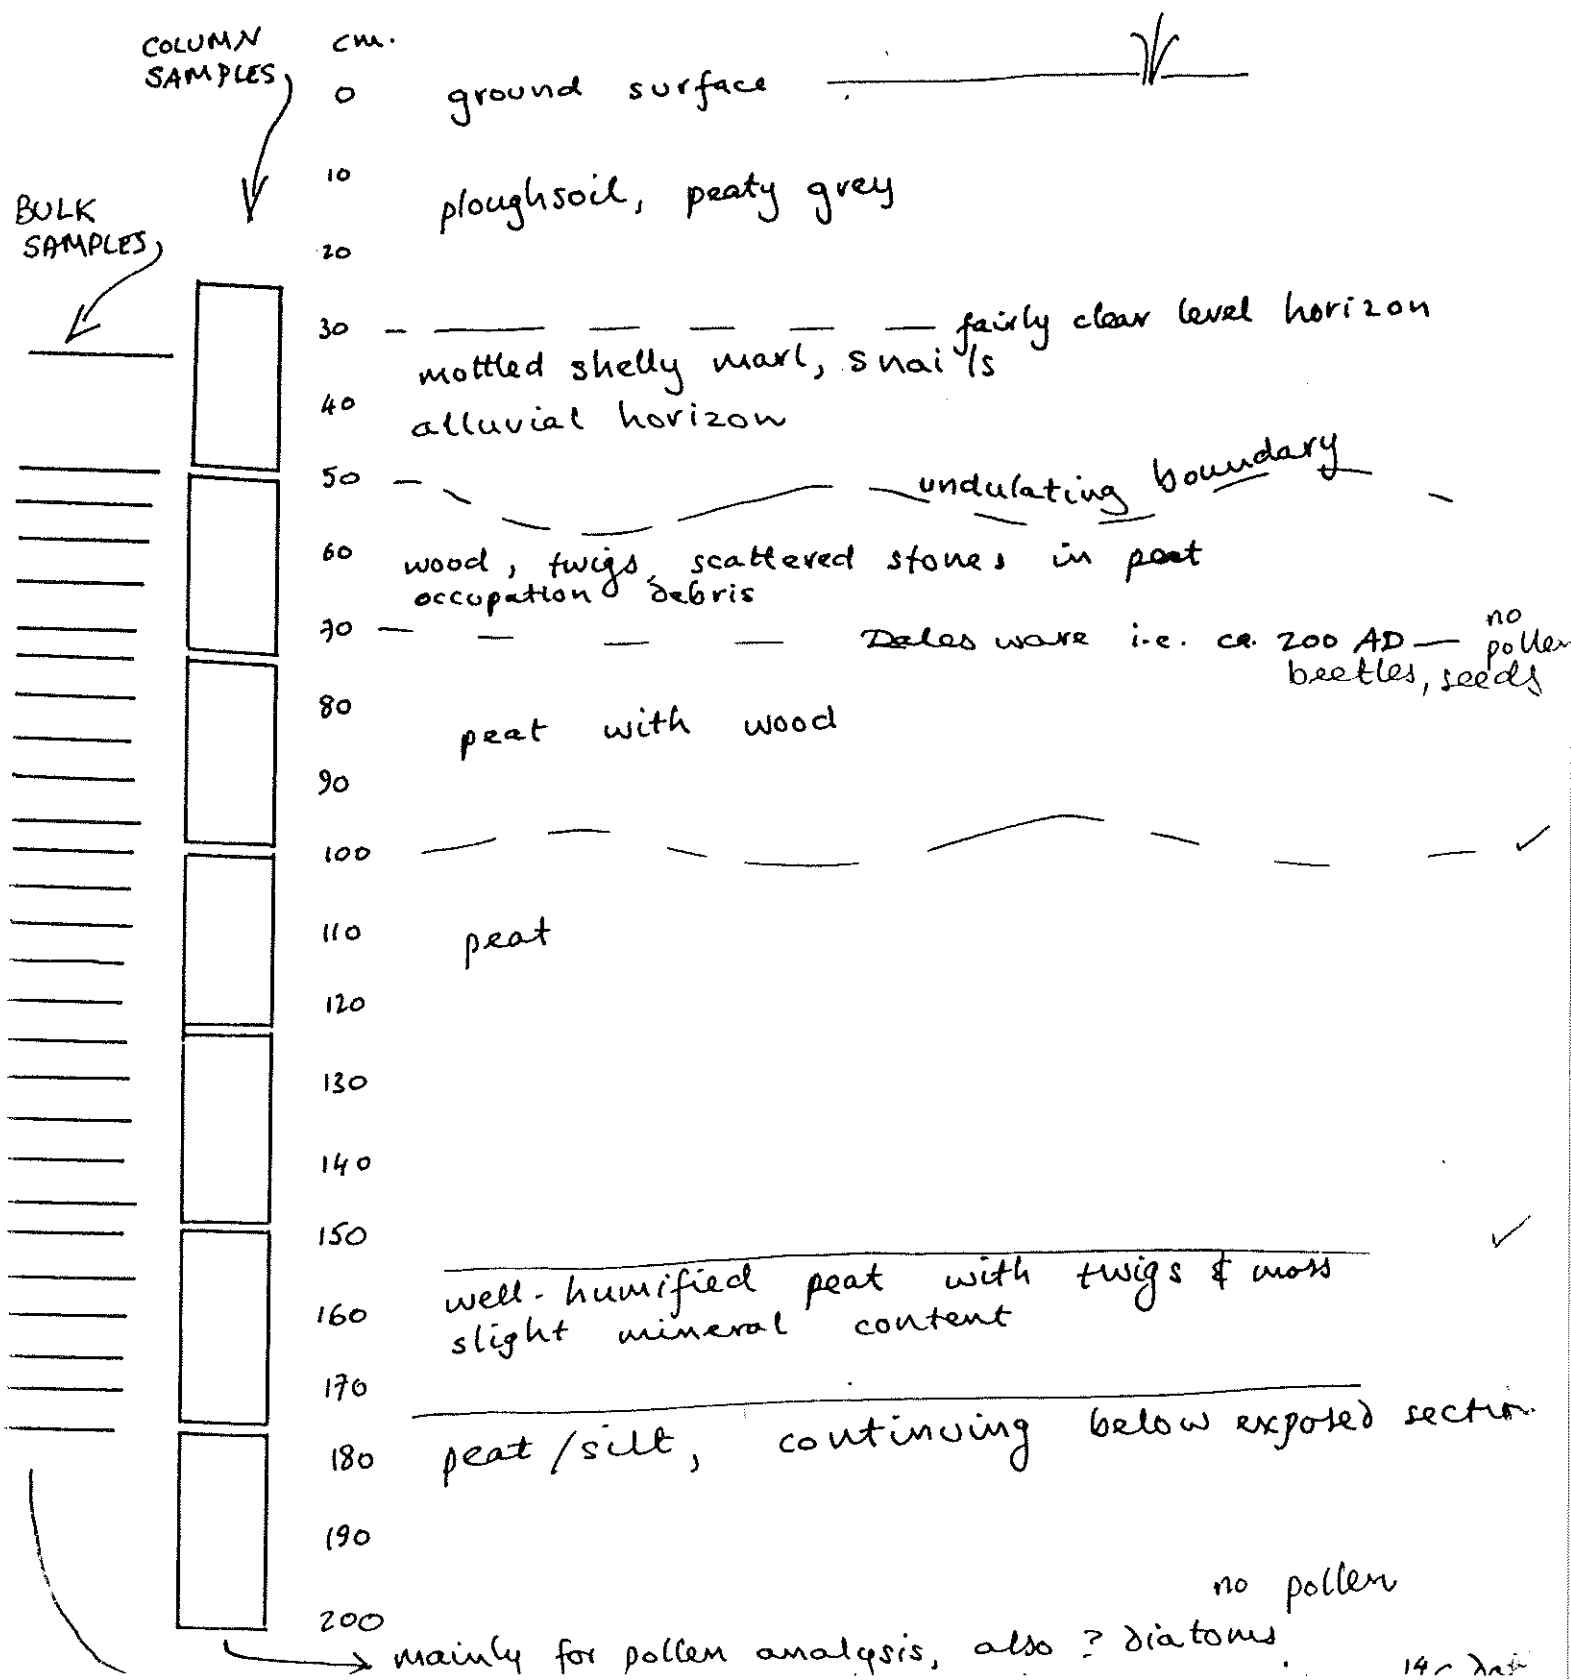 COLUMN
SAMPLES
cm.
0 ground surface
10
ploughsoil, peaty grey
BULK
SAMPLES
20
30 fairly clear level horizon
mottled shelly marl, snails
40
alluvial horizon
50 undulating boundary
60 wood, twigs, scattered stones in peat
occupation debris
70 Dales ware i.e. ca. 200 AD — no
pollen
beetles, seeds
80
peat with wood
90
100 ✓
110 peat
120
130
140
150 ✓
well-humified peat with twigs & moss
160 slight mineral content
170
peat/silt, continuing below exposed section
180
190
no pollen
200
mainly for pollen analysis, also ? diatoms